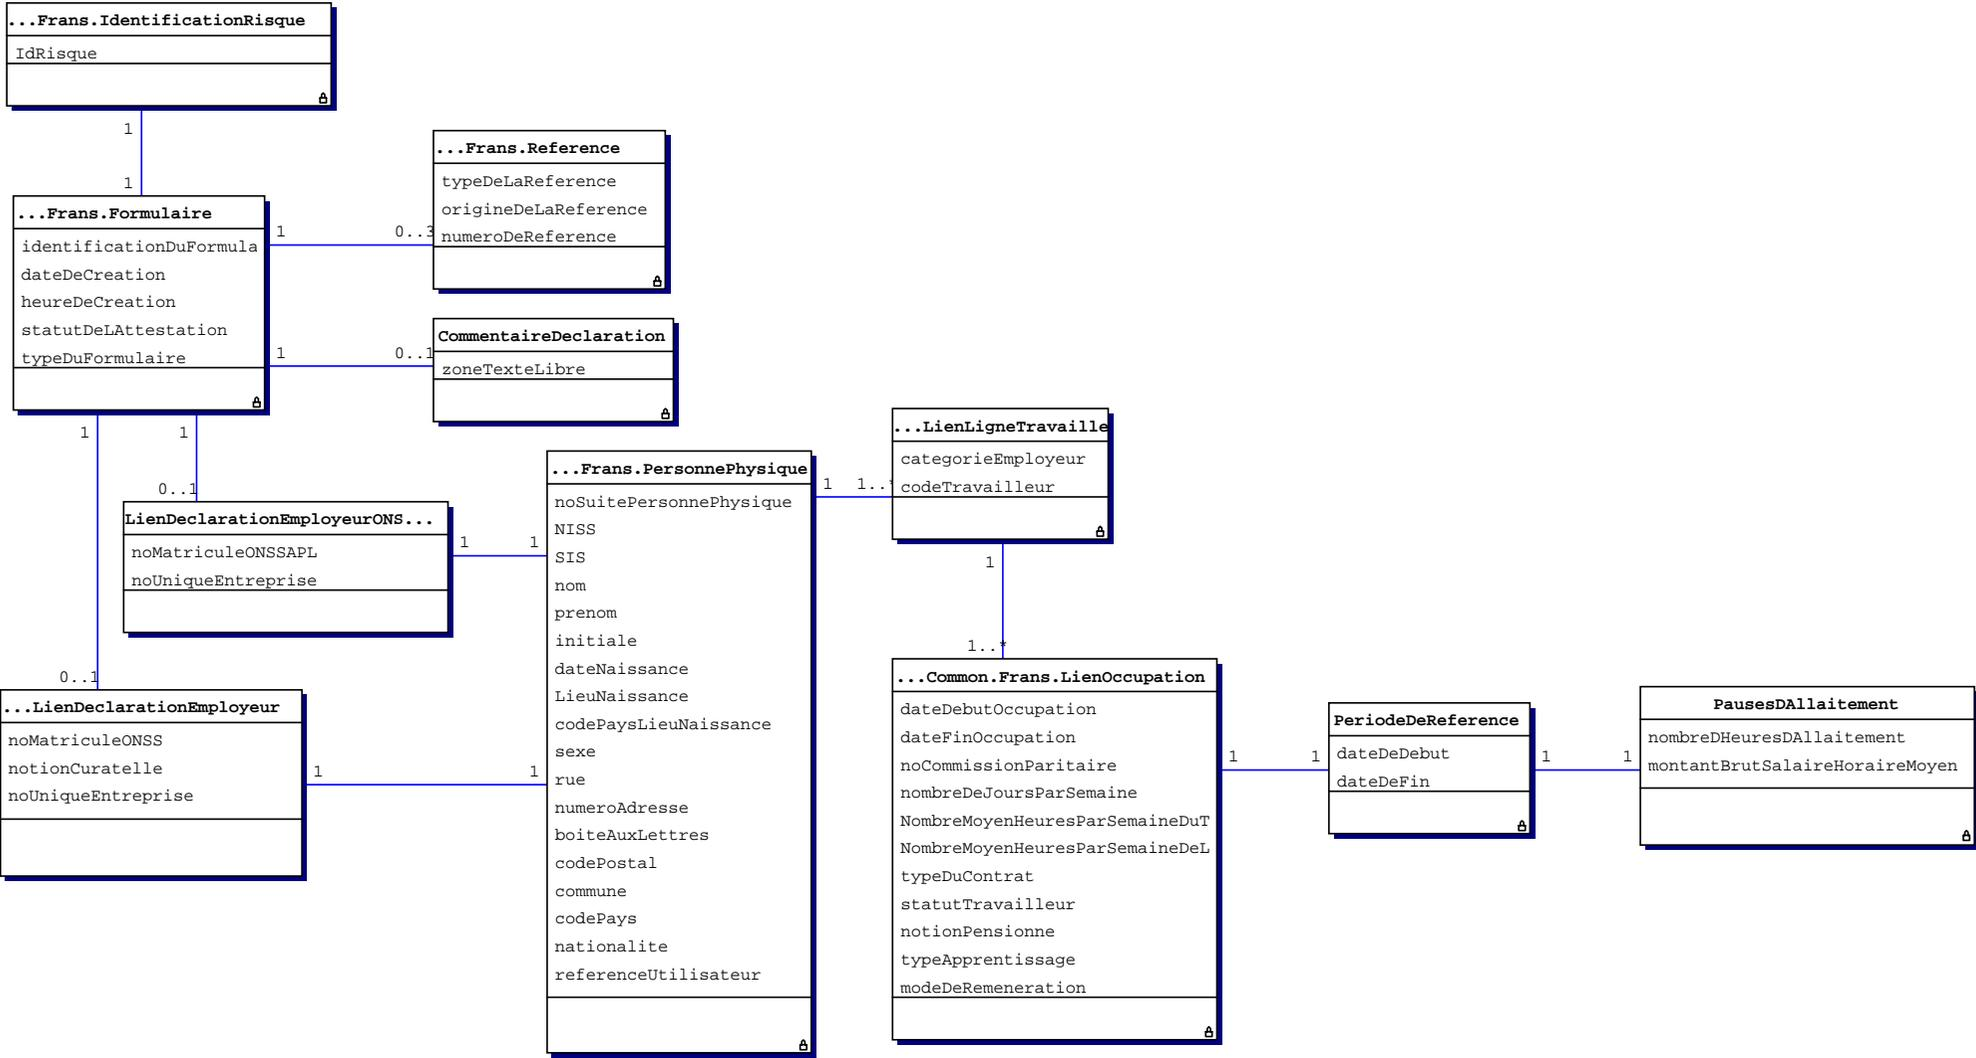 ...Frans.IdentificationRisque
IdRisque
1
1
...Frans.Formulaire
identificationDuFormula
dateDeCreation
heureDeCreation
statutDeLAttestation
typeDuFormulaire
1
0..3
...Frans.Reference
typeDeLaReference
origineDeLaReference
numeroDeReference
1
0..1
CommentaireDeclaration
zoneTexteLibre
1
1
0..1
LienDeclarationEmployeurONS...
noMatriculeONSSAPL
noUniqueEntreprise
1
1
0..1
...LienDeclarationEmployeur
noMatriculeONSS
notionCuratelle
noUniqueEntreprise
1
1
...Frans.PersonnePhysique
noSuitePersonnePhysique
NISS
SIS
nom
prenom
initiale
dateNaissance
LieuNaissance
codePaysLieuNaissance
sexe
rue
numeroAdresse
boiteAuxLettres
codePostal
commune
codePays
nationalite
referenceUtilisateur
1
1..*
...LienLigneTravaille
categorieEmployeur
codeTravailleur
1
1..*
...Common.Frans.LienOccupation
dateDebutOccupation
dateFinOccupation
noCommissionParitaire
nombreDeJoursParSemaine
NombreMoyenHeuresParSemaineDuT
NombreMoyenHeuresParSemaineDeL
typeDuContrat
statutTravailleur
notionPensionne
typeApprentissage
modeDeRemeneration
1
1
PeriodeDeReference
dateDeDebut
dateDeFin
1
1
PausesDAllaitement
nombreDHeuresDAllaitement
montantBrutSalaireHoraireMoyen